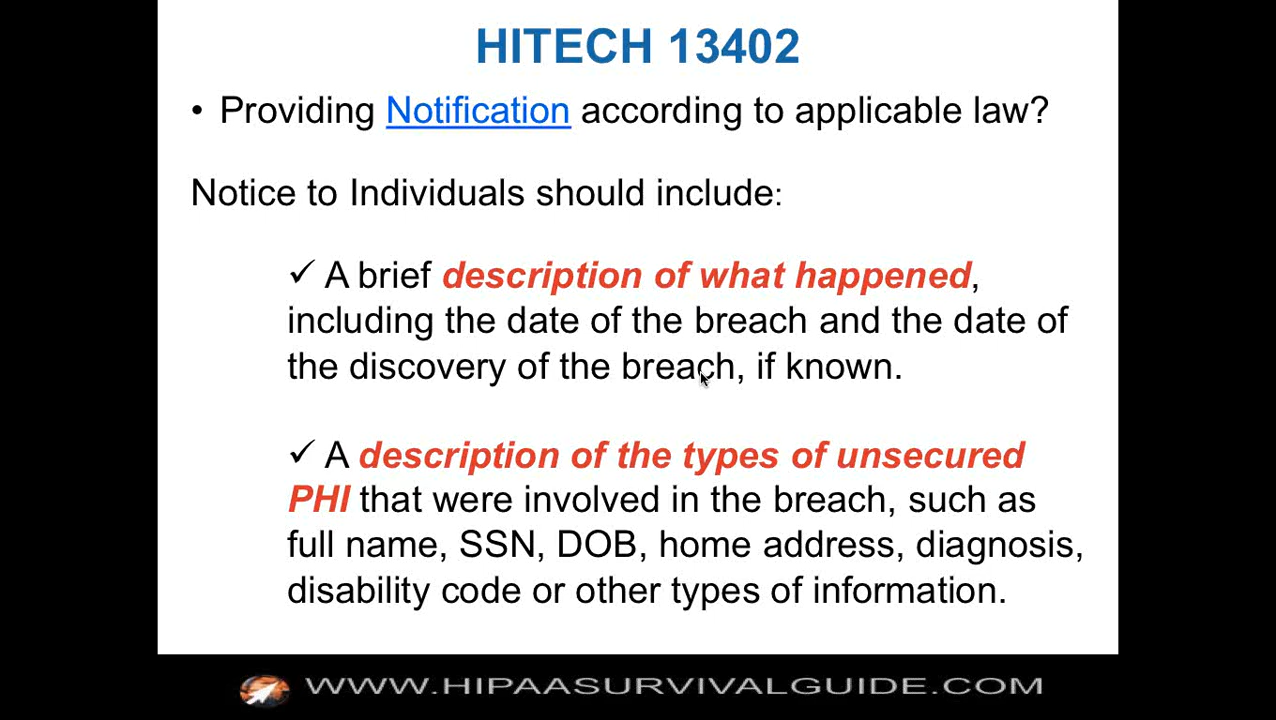 HITECH 13402
• Providing Notification according to applicable law?
Notice to Individuals should include:
✓ A brief description of what happened,
including the date of the breach and the date of
the discovery of the breach, if known.
✓ A description of the types of unsecured
PHI that were involved in the breach, such as
full name, SSN, DOB, home address, diagnosis,
disability code or other types of information.
WWW.HIPAASURVIVALGUIDE.COM